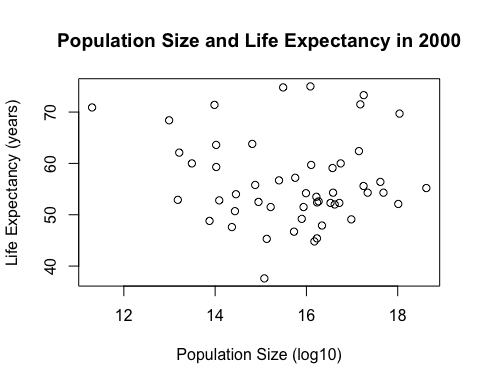 Population Size and Life Expectancy in 2000
Life Expectancy (years)
70
60
50
40
12 14 16 18
Population Size (log10)